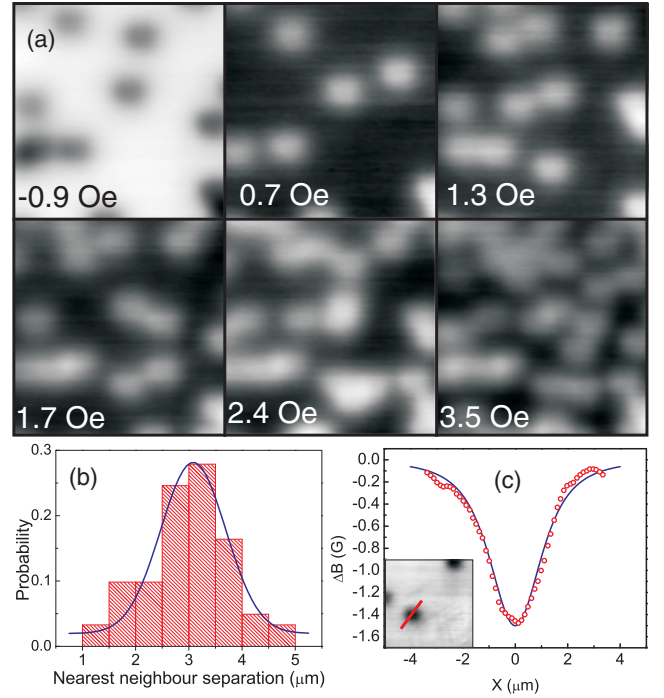 (a)
-0.9 Oe
0.7 Oe
1.3 Oe
1.7 Oe
2.4 Oe
3.5 Oe
(b)
0.3
0.2
0.1
0.0
Probability
1 2 3 4 5
Nearest neighbour separation (μm)
(c)
0.0
-0.2
-0.4
-0.6
-0.8
-1.0
-1.2
-1.4
-1.6
ΔB (G)
-4 -2 0 2 4
X (μm)